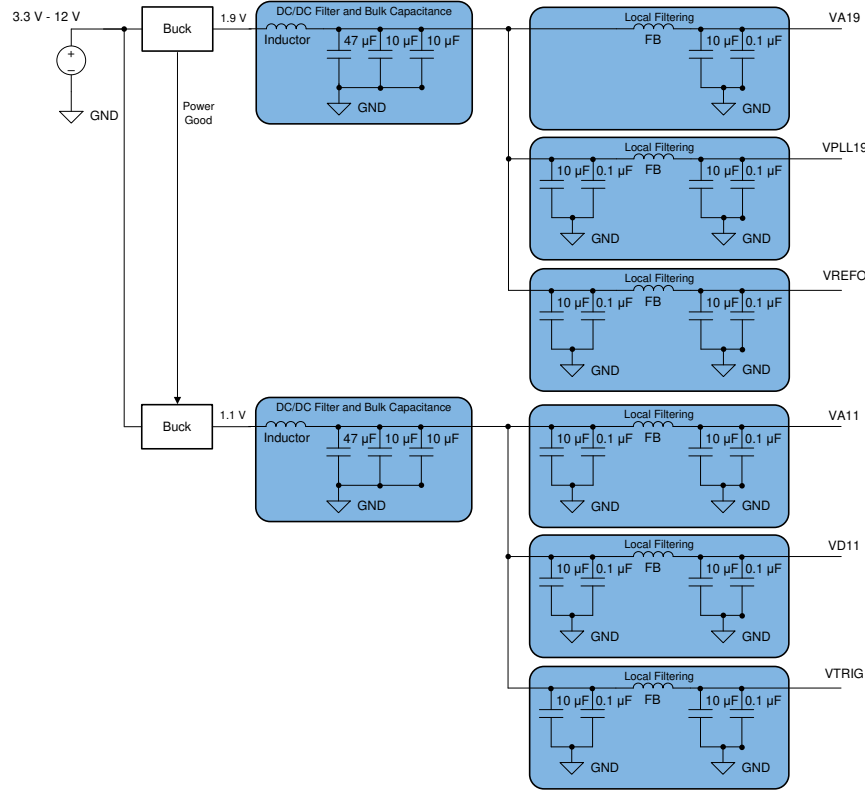 3.3 V - 12 V
Buck
1.9 V
DC/DC Filter and Bulk Capacitance
Inductor
47 µF 10 µF 10 µF
GND
GND
Power
Good
Local Filtering
FB
10 µF 0.1 µF
GND
VA19
Local Filtering
10 µF 0.1 µF
FB
10 µF 0.1 µF
GND
GND
VPLL19
Local Filtering
10 µF 0.1 µF
FB
10 µF 0.1 µF
GND
GND
VREFO
Buck
1.1 V
DC/DC Filter and Bulk Capacitance
Inductor
47 µF 10 µF 10 µF
GND
Local Filtering
10 µF 0.1 µF
FB
10 µF 0.1 µF
GND
GND
VA11
Local Filtering
10 µF 0.1 µF
FB
10 µF 0.1 µF
GND
GND
VD11
Local Filtering
10 µF 0.1 µF
FB
10 µF 0.1 µF
GND
GND
VTRIG